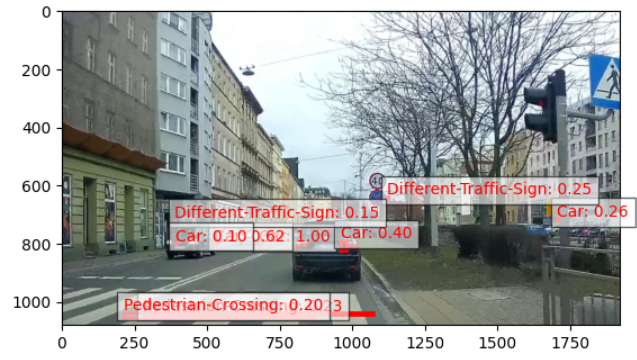 0
200
400
600
800
1000
40
Different-Traffic-Sign: 0.25
Different-Traffic-Sign: 0.15
Car: 0.26
Car: 0.10 0.62: 1.00
Car: 0.40
Pedestrian-Crossing: 0.20 3
0 250 500 750 1000 1250 1500 1750